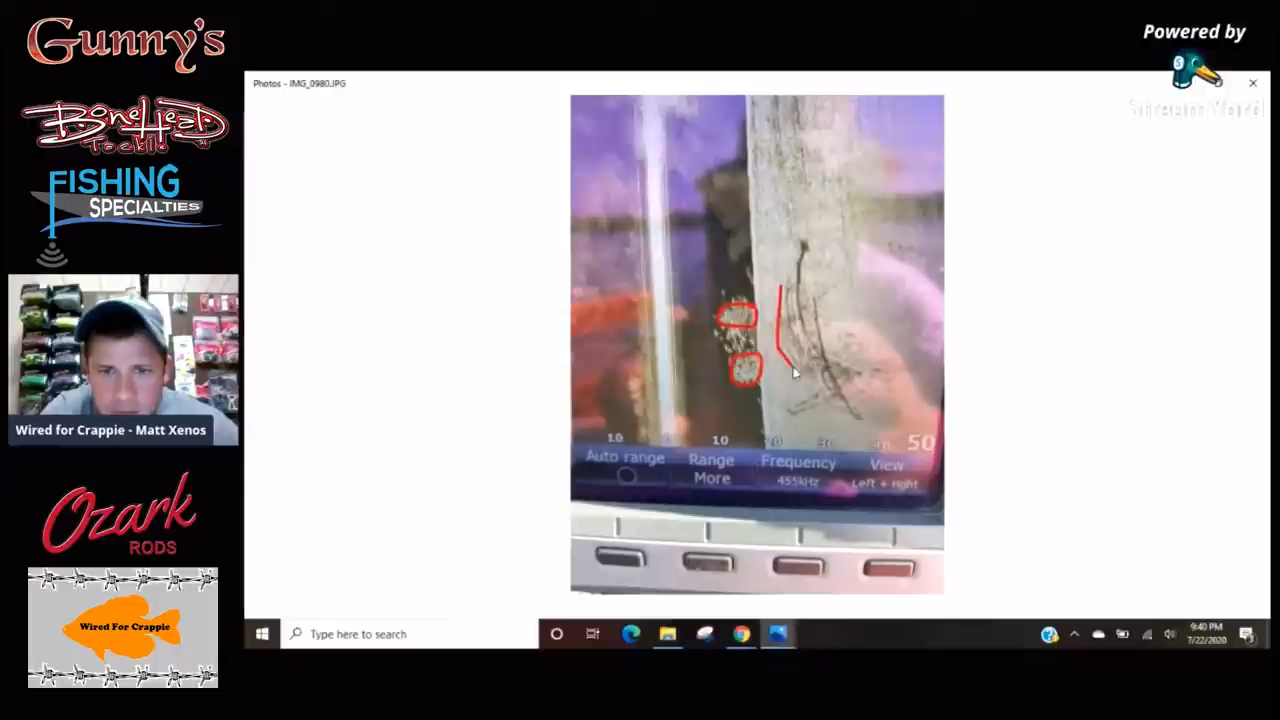 Gunny's
BoneHead
Tackle
FISHING
SPECIALTIES
Wired for Crappie - Matt Xenos
Ozark
RODS
Wired For Crappie
Powered by
StreamYard
Photos - IMG_0980.JPG
10 10 20 30 40 50
Auto range
Range
More
Frequency
455kHz
View
Left + right
Type here to search
9:40 PM
7/22/2020